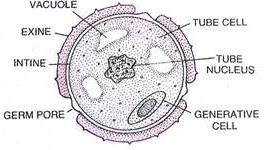 VACUOLE
EXINE
INTINE
GERM PORE
TUBE CELL
TUBE
NUCLEUS
GENERATIVE
CELL